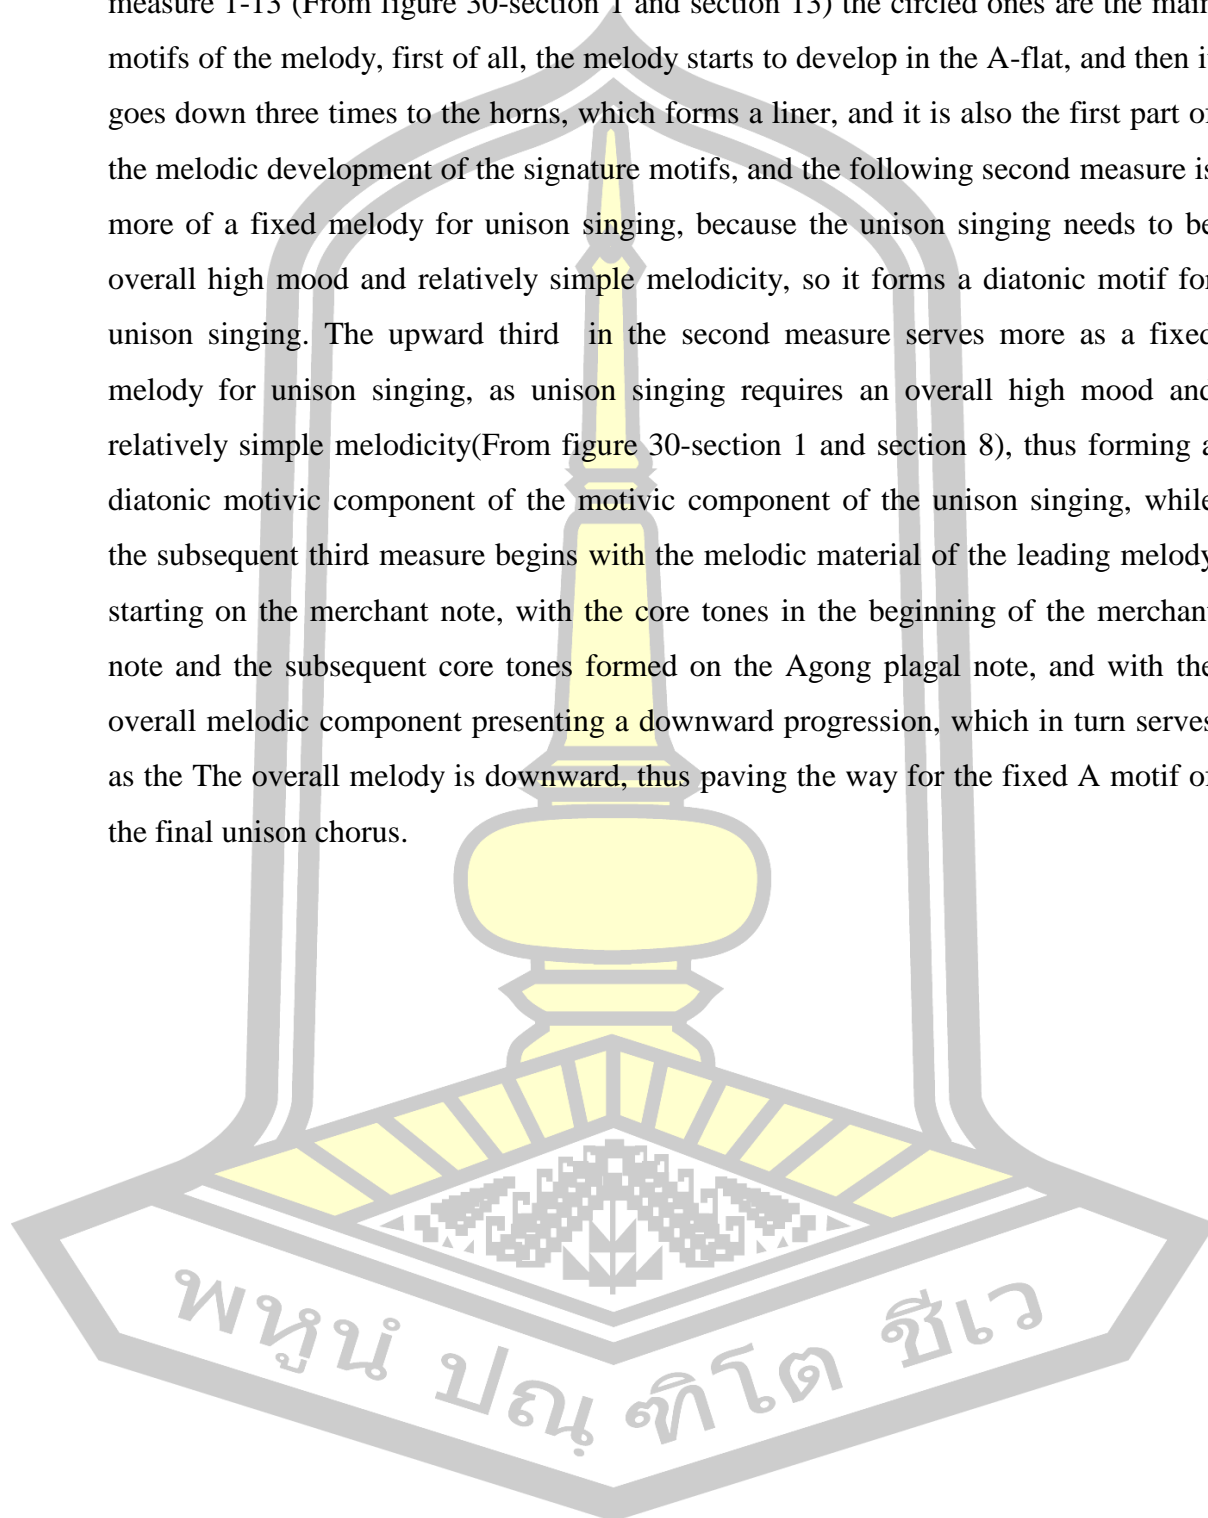 measure 1-13 (From figure 30-section 1 and section 13) the circled ones are the main
motifs of the melody, first of all, the melody starts to develop in the A-flat, and then it
goes down three times to the horns, which forms a liner, and it is also the first part of
the melodic development of the signature motifs, and the following second measure is
more of a fixed melody for unison singing, because the unison singing needs to be
overall high mood and relatively simple melodicity, so it forms a diatonic motif for
unison singing. The upward third in the second measure serves more as a fixed
melody for unison singing, as unison singing requires an overall high mood and
relatively simple melodicity(From figure 30-section 1 and section 8), thus forming a
diatonic motivic component of the motivic component of the unison singing, while
the subsequent third measure begins with the melodic material of the leading melody
starting on the merchant note, with the core tones in the beginning of the merchant
note and the subsequent core tones formed on the Agong plagal note, and with the
overall melodic component presenting a downward progression, which in turn serves
as the The overall melody is downward, thus paving the way for the fixed A motif of
the final unison chorus.
พหูนํ ปณฺฑิโต ชีเว